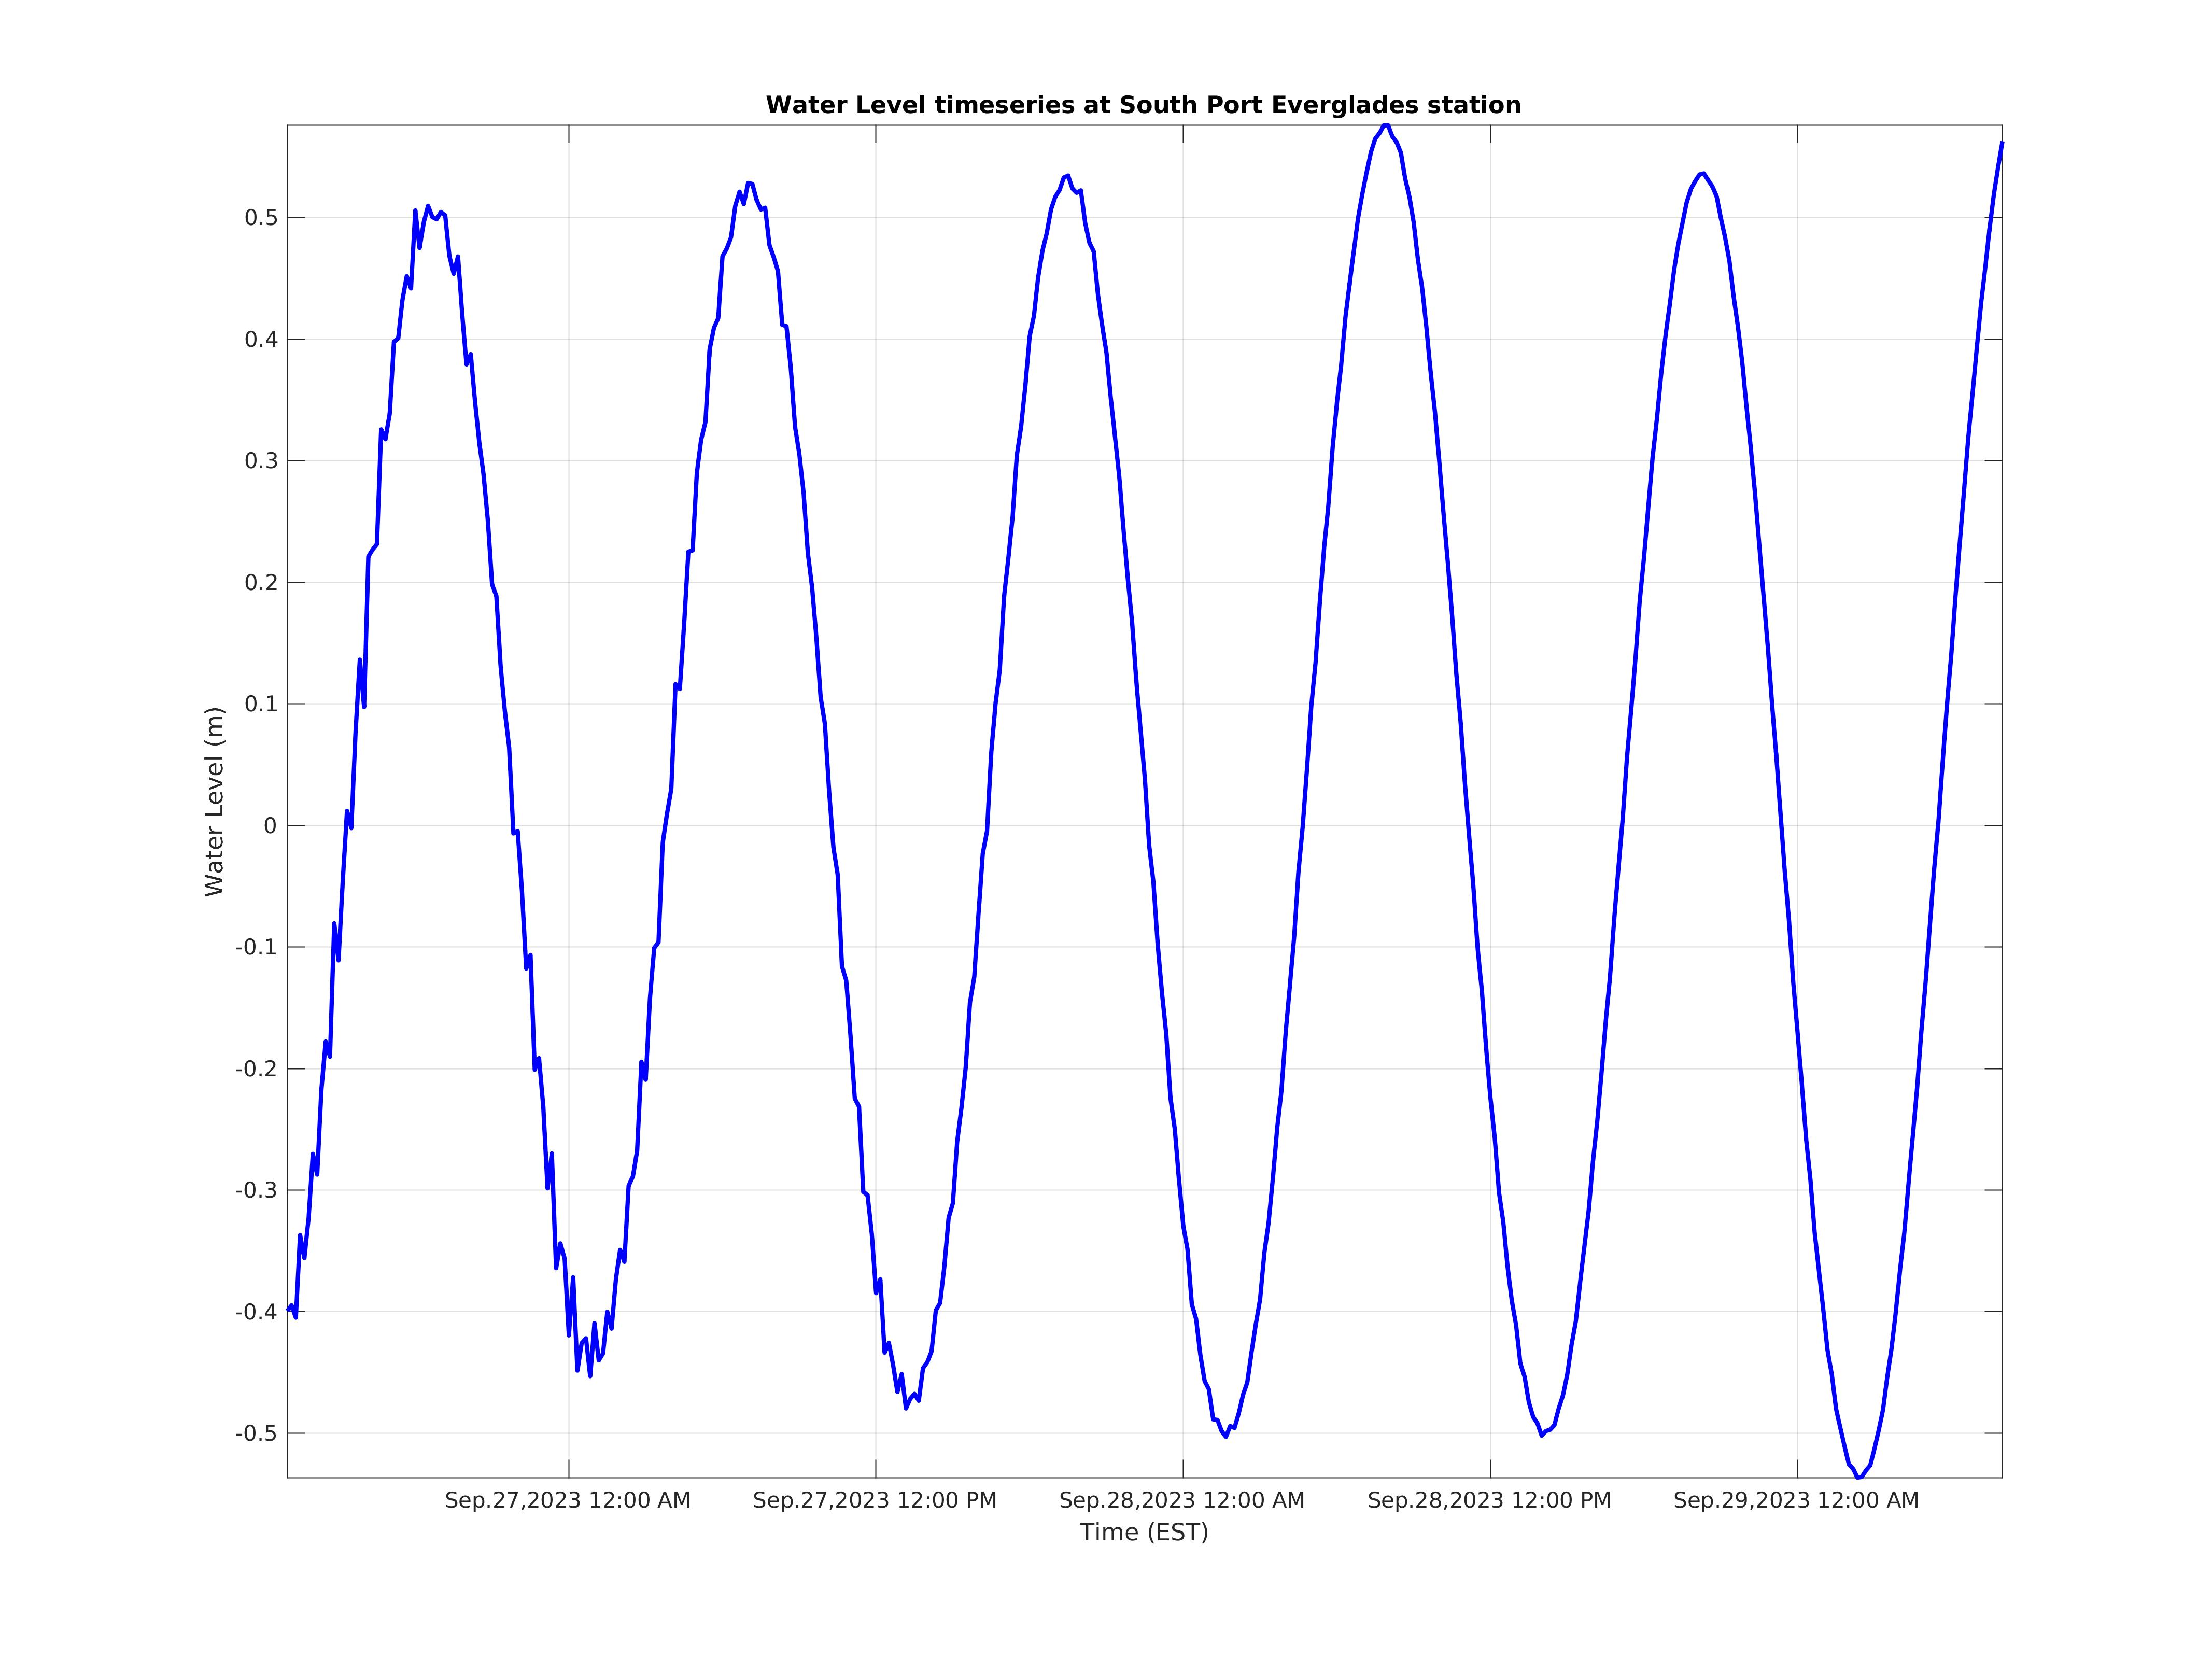 Water Level timeseries at South Port Everglades station
0.5
0.4
0.3
0.2
0.1
0
-0.1
-0.2
-0.3
-0.4
-0.5
Water Level (m)
Sep.27,2023 12:00 AM
Sep.27,2023 12:00 PM
Sep.28,2023 12:00 AM
Sep.28,2023 12:00 PM
Sep.29,2023 12:00 AM
Time (EST)